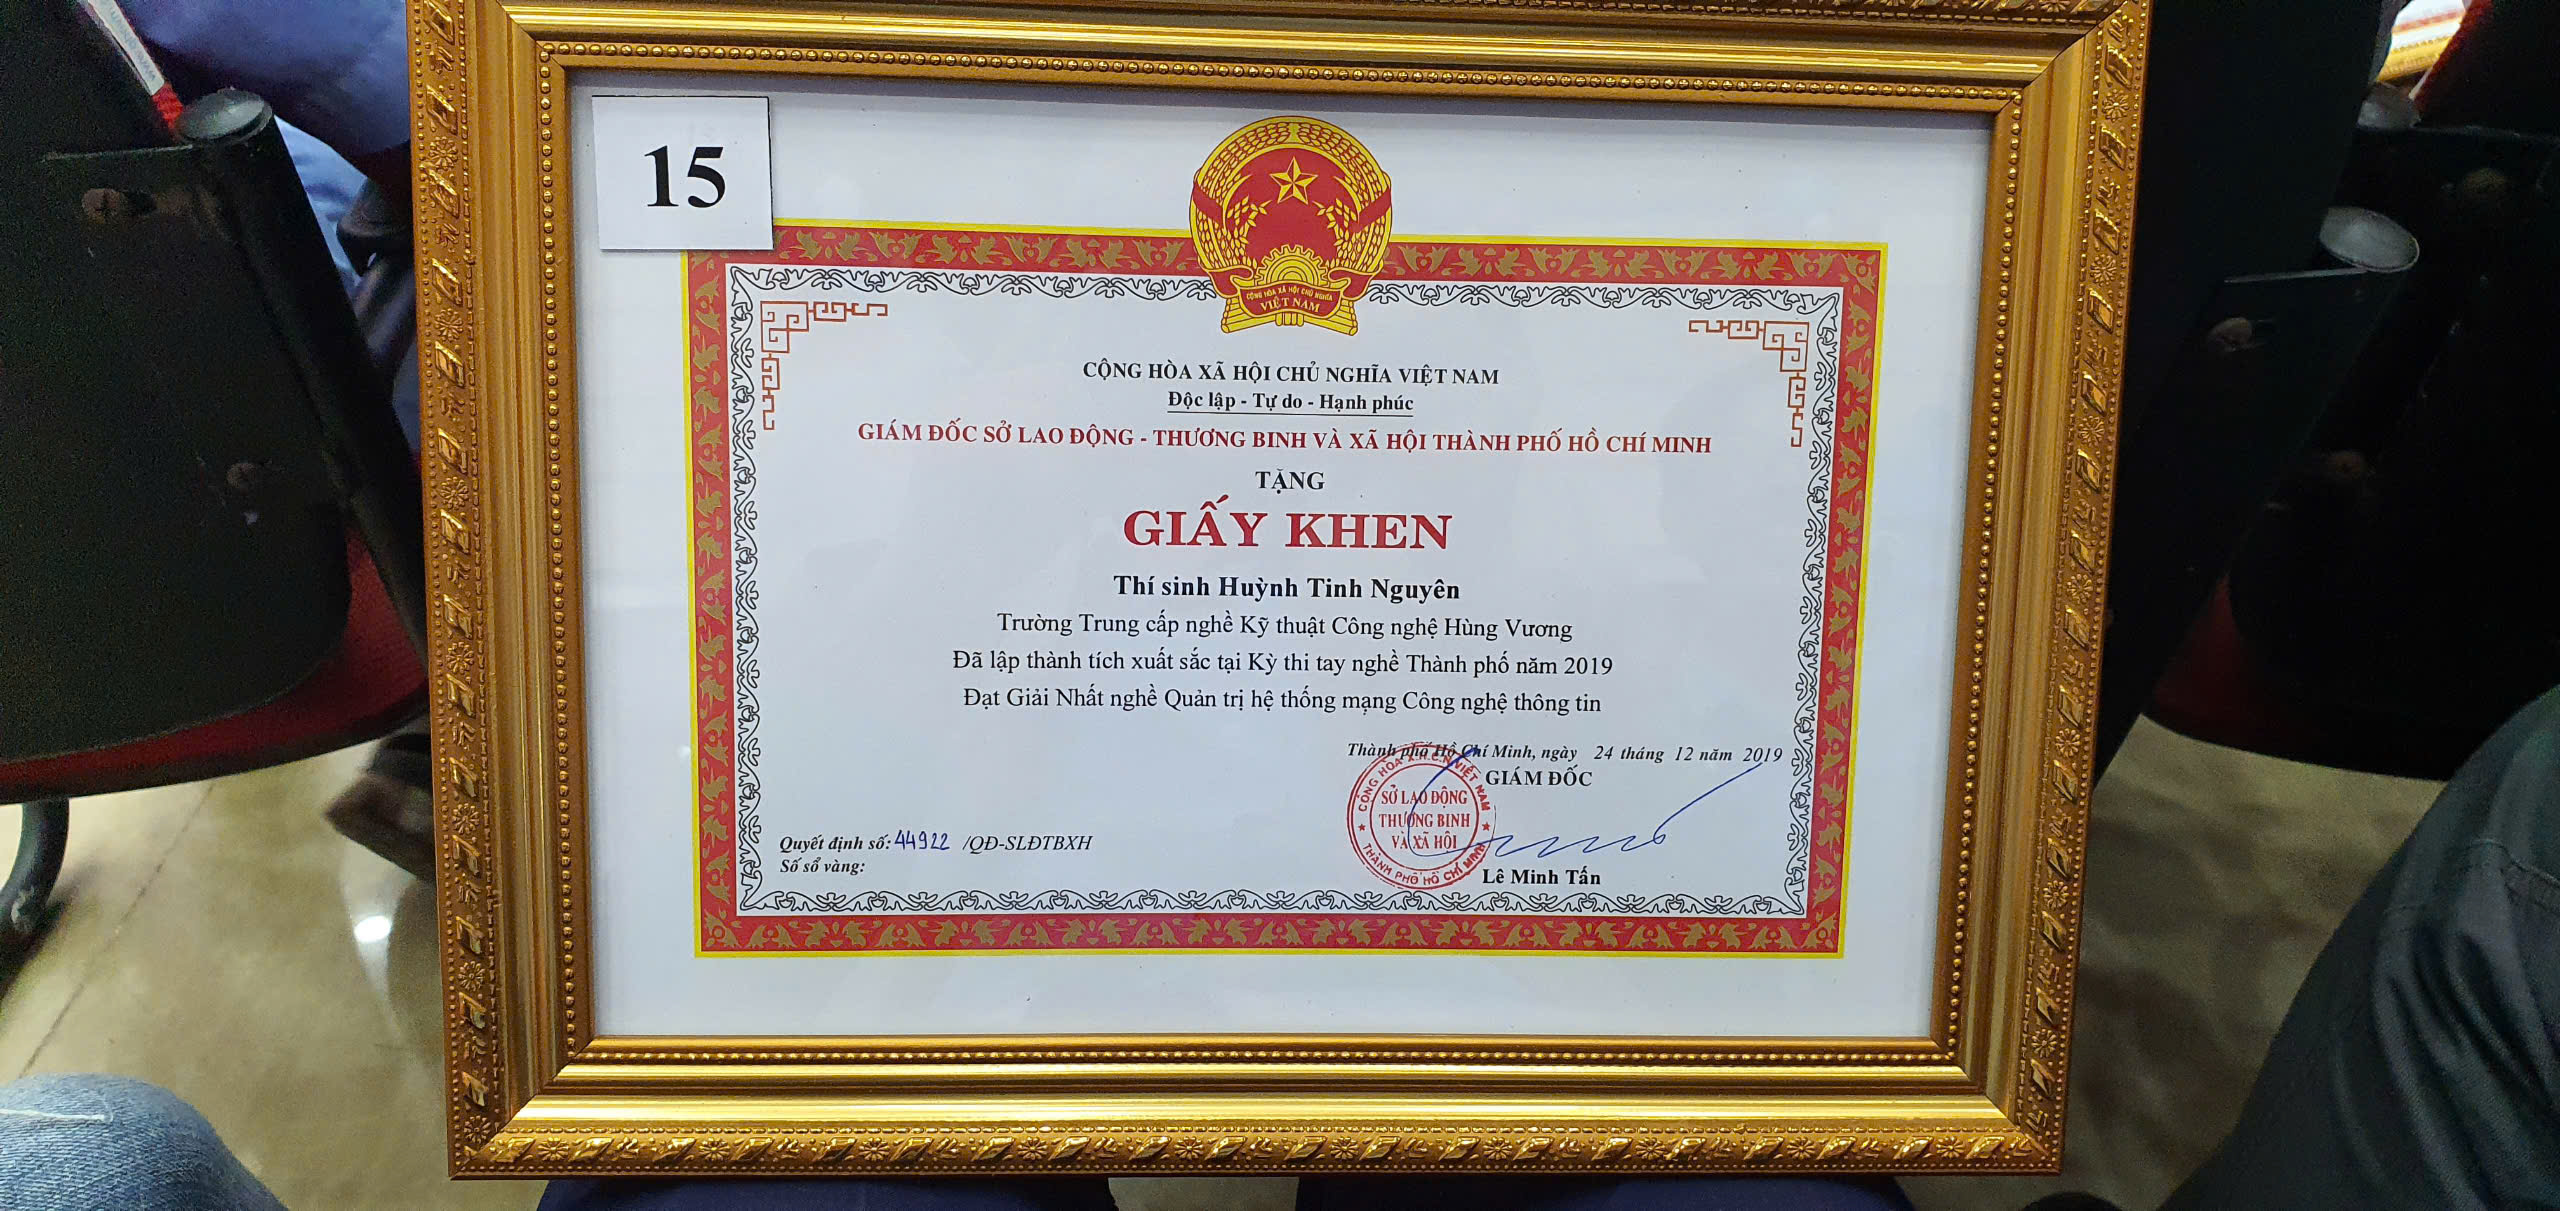 15
CỘNG HÒA XÃ HỘI CHỦ NGHĨA
VIỆT NAM
CỘNG HÒA XÃ HỘI CHỦ NGHĨA VIỆT NAM
Độc lập - Tự do - Hạnh phúc
GIÁM ĐỐC SỞ LAO ĐỘNG - THƯƠNG BINH VÀ XÃ HỘI THÀNH PHỐ HỒ CHÍ MINH
TẶNG
GIẤY KHEN
Thí sinh Huỳnh Tinh Nguyên
Trường Trung cấp nghề Kỹ thuật Công nghệ Hùng Vương
Đã lập thành tích xuất sắc tại Kỳ thi tay nghề Thành phố năm 2019
Đạt Giải Nhất nghề Quản trị hệ thống mạng Công nghệ thông tin
Thành phố Hồ Chí Minh, ngày 24 tháng 12 năm 2019
GIÁM ĐỐC
CỘNG HÒA X.H.C.N VIỆT NAM
SỞ LAO ĐỘNG
THƯƠNG BINH
VÀ XÃ HỘI
THÀNH PHỐ HỒ CHÍ MINH
Lê Minh Tấn
Quyết định số: 44922 /QĐ-SLĐTBXH
Số sổ vàng: